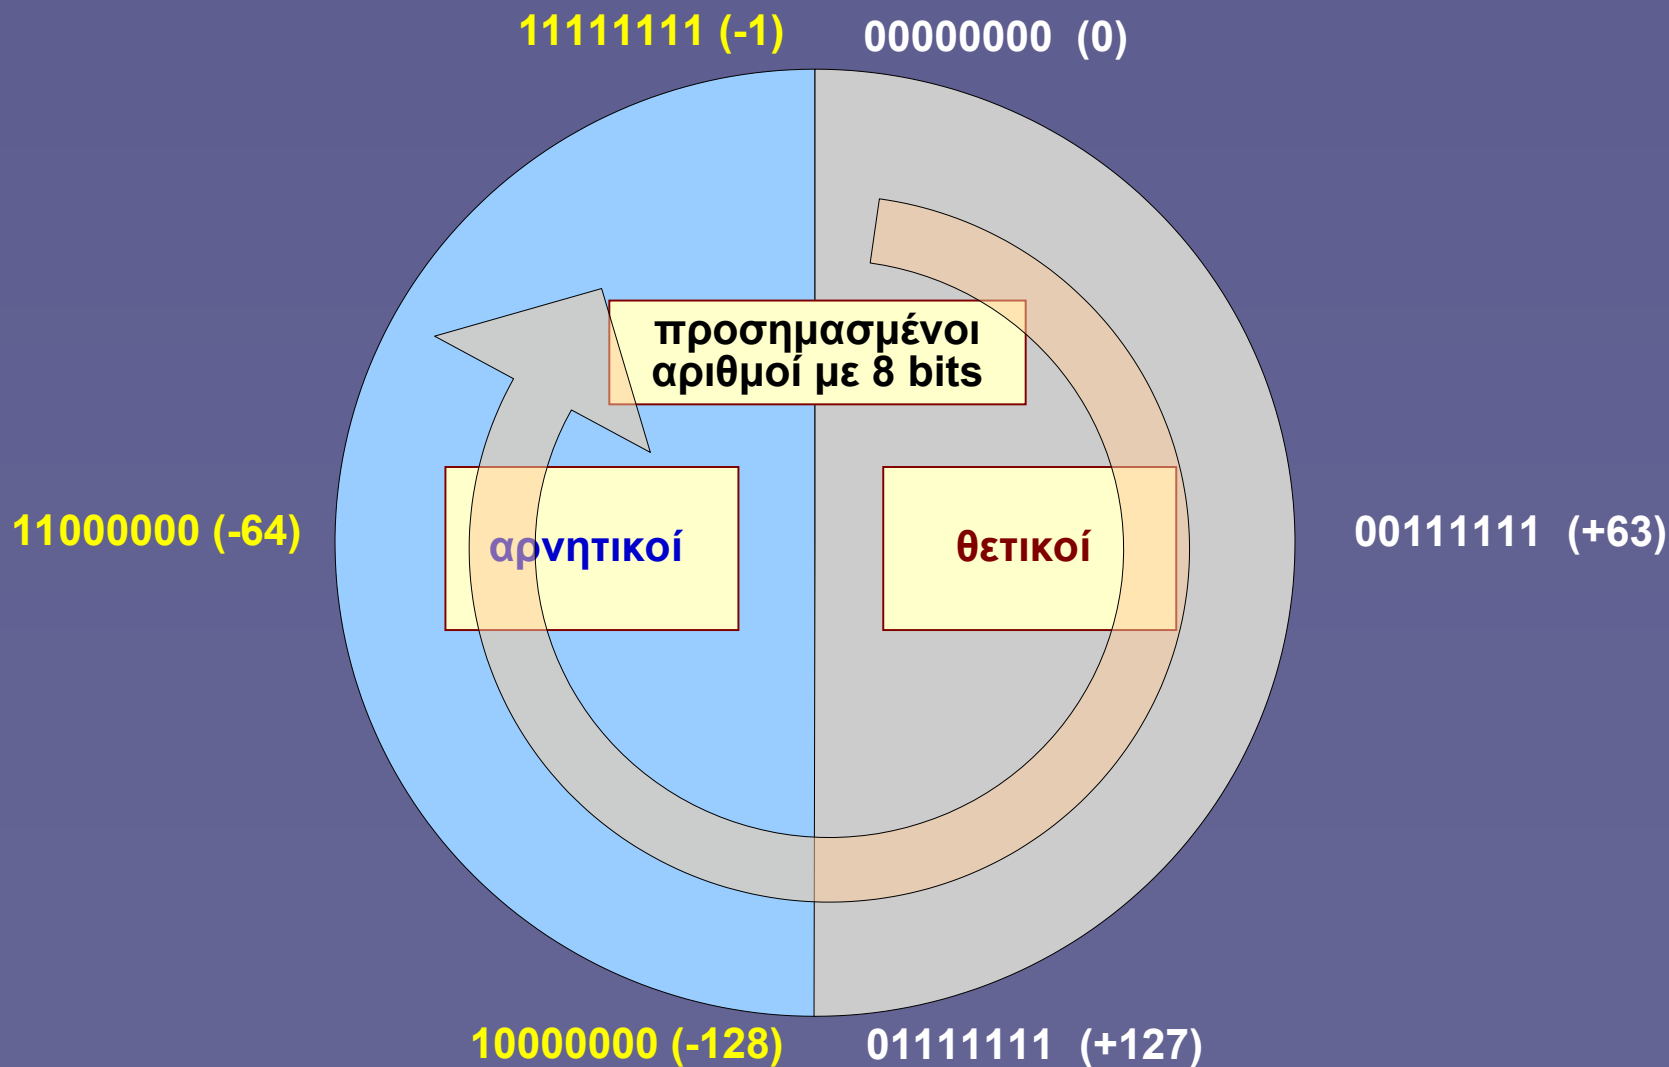 11111111 (-1)
00000000 (0)
προσημασμένοι
αριθμοί με 8 bits
11000000 (-64)
αρνητικοί
θετικοί
00111111 (+63)
10000000 (-128)
01111111 (+127)